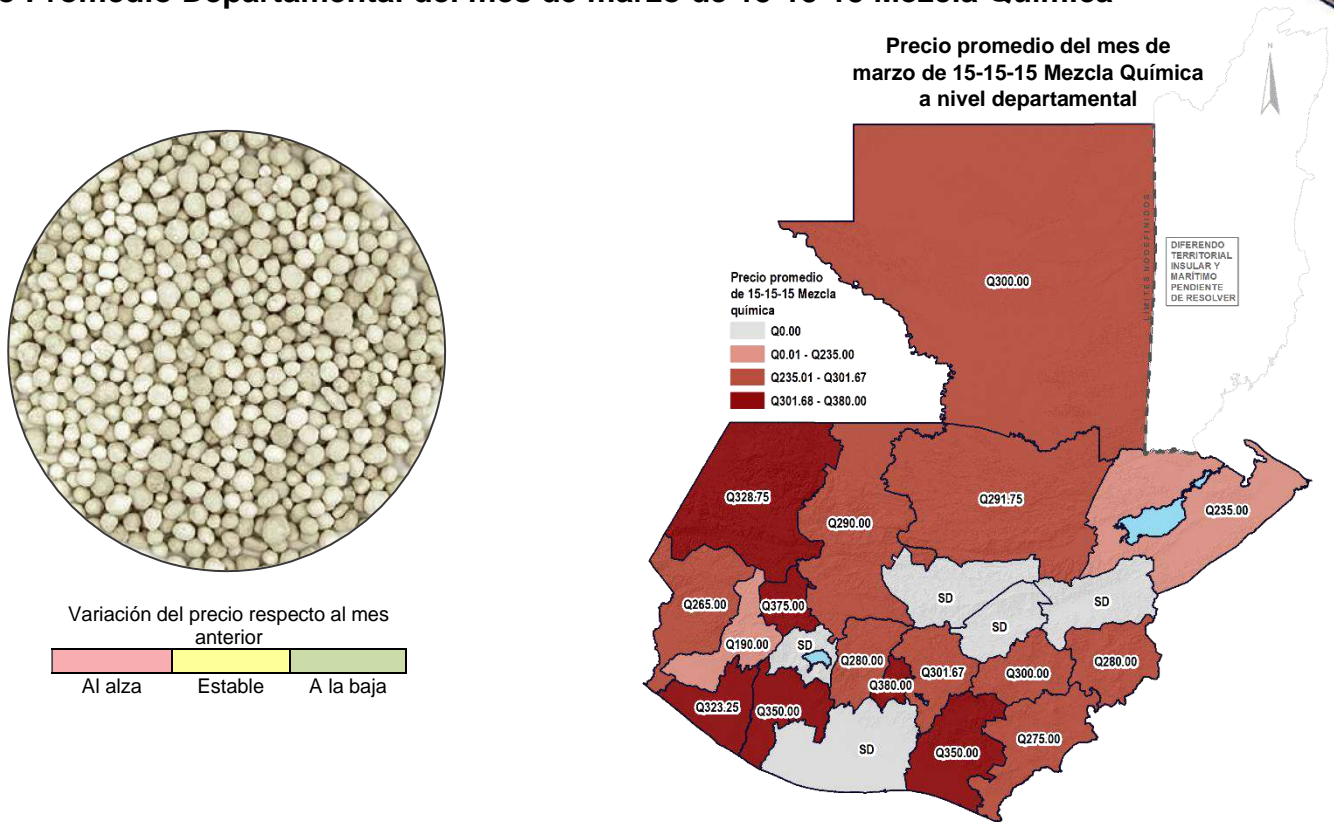 Promedio Departamental del mes de marzo de 15-15-15 Mezcla Química
Precio promedio del mes de
marzo de 15-15-15 Mezcla Química
a nivel departamental
N
LIMITES NO DEFINIDOS
DIFERENDO
TERRITORIAL
INSULAR Y
MARÍTIMO
PENDIENTE
DE RESOLVER
Precio promedio
de 15-15-15 Mezcla
química
Q0.00
Q0.01 - Q235.00
Q235.01 - Q301.67
Q301.68 - Q380.00
Q300.00
Q328.75
Q290.00
Q291.75
Q235.00
Q265.00
Q375.00
SD
SD
SD
Q190.00
SD
Q280.00
Q301.67
Q300.00
Q280.00
Q380.00
Q323.25
Q350.00
SD
Q350.00
Q275.00
Variación del precio respecto al mes
anterior
Al alza
Estable
A la baja